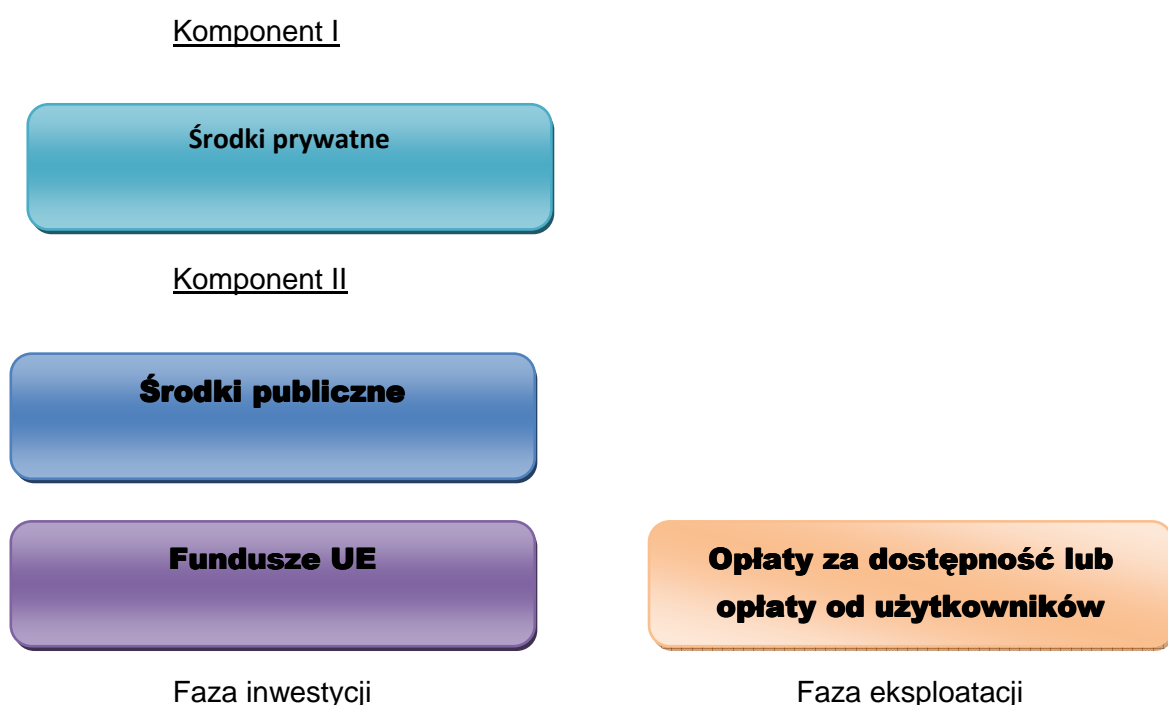 Komponent I
Środki prywatne
Komponent II
Środki publiczne
Fundusze UE
Opłaty za dostępność lub
opłaty od użytkowników
Faza inwestycji
Faza eksploatacji